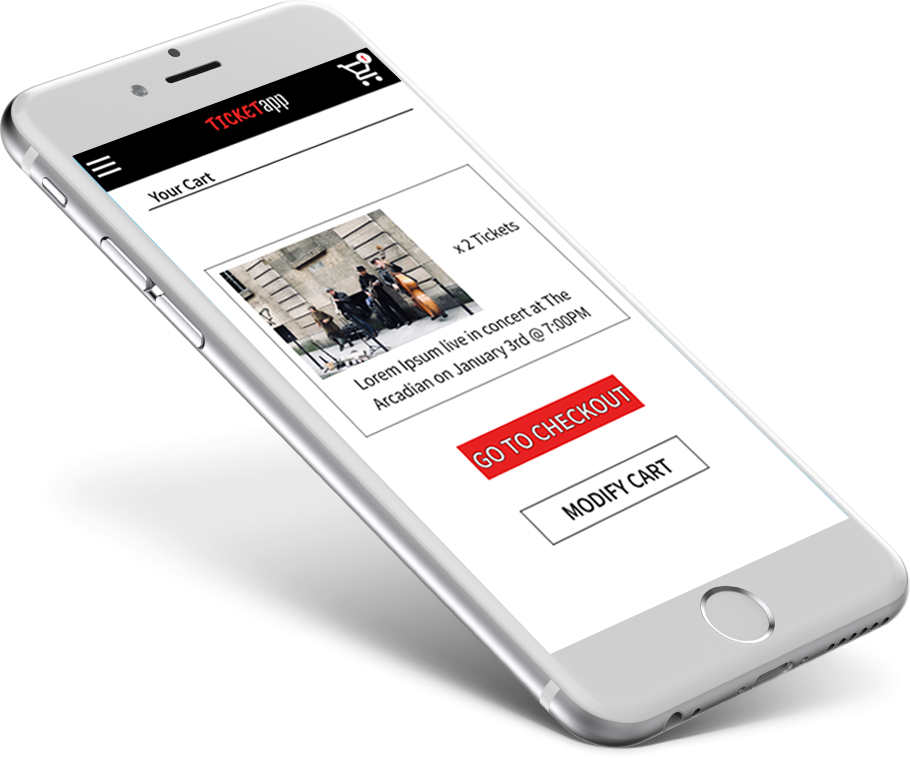 TICKETapp
Your Cart
x 2 Tickets
Lorem Ipsum live in concert at The
Arcadian on January 3rd @ 7:00PM
GO TO CHECKOUT
MODIFY CART